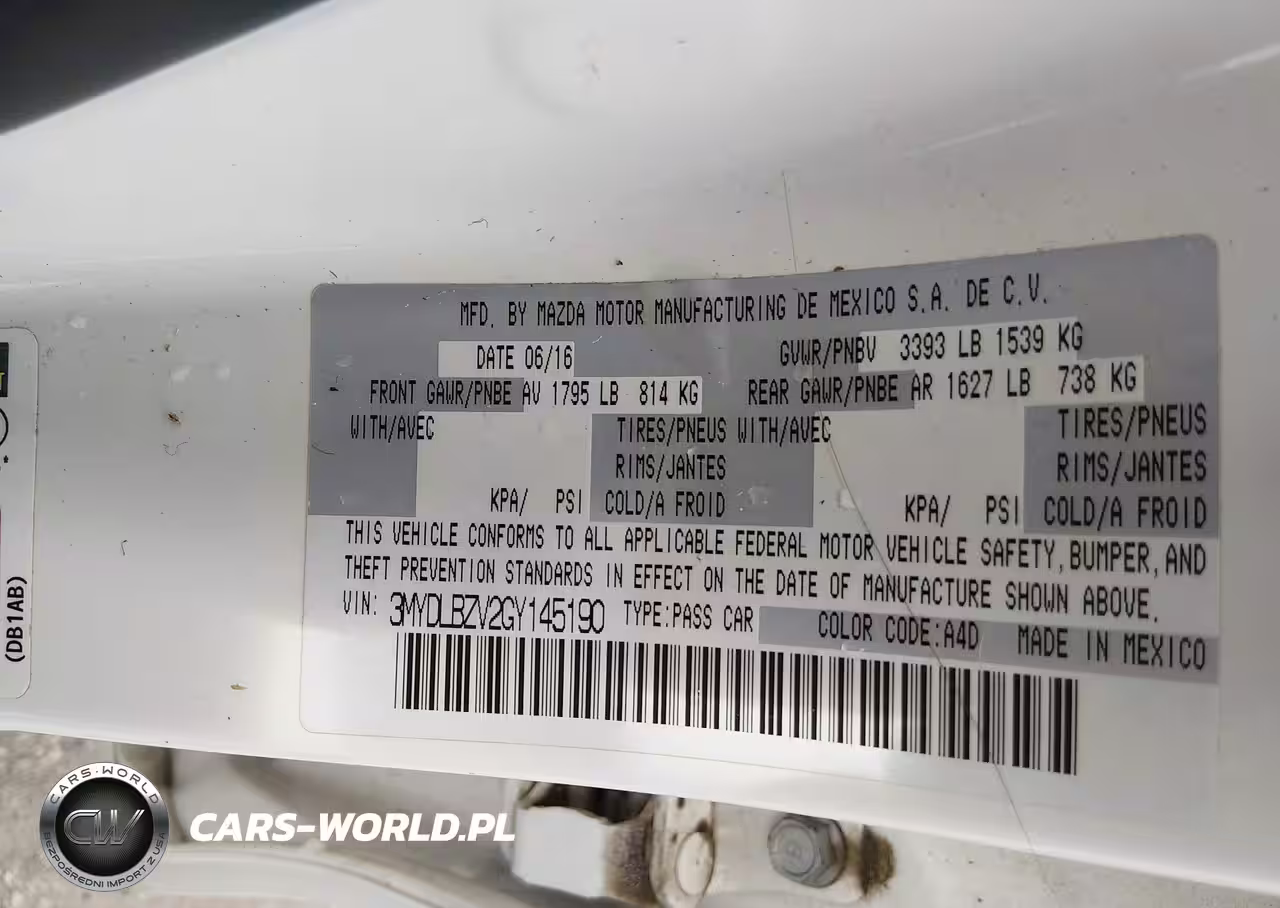 MFD. BY MAZDA MOTOR MANUFACTURING DE MEXICO S.A. DE C.V.
DATE 06/16 GVWR/PNBV 3393 LB 1539 KG
FRONT GAWR/PNBE AV 1795 LB 814 KG REAR GAWR/PNBE AR 1627 LB 738 KG
WITH/AVEC TIRES/PNEUS WITH/AVEC TIRES/PNEUS
RIMS/JANTES RIMS/JANTES
KPA/ PSI COLD/A FROID KPA/ PSI COLD/A FROID
THIS VEHICLE CONFORMS TO ALL APPLICABLE FEDERAL MOTOR VEHICLE SAFETY, BUMPER, AND
THEFT PREVENTION STANDARDS IN EFFECT ON THE DATE OF MANUFACTURE SHOWN ABOVE.
VIN: 3MYDLBZV2GY145190 TYPE:PASS CAR COLOR CODE:A4D MADE IN MEXICO
(DB1AB)
CARS-WORLD
CW
BEZPOŚREDNI IMPORT Z USA
CARS-WORLD.PL